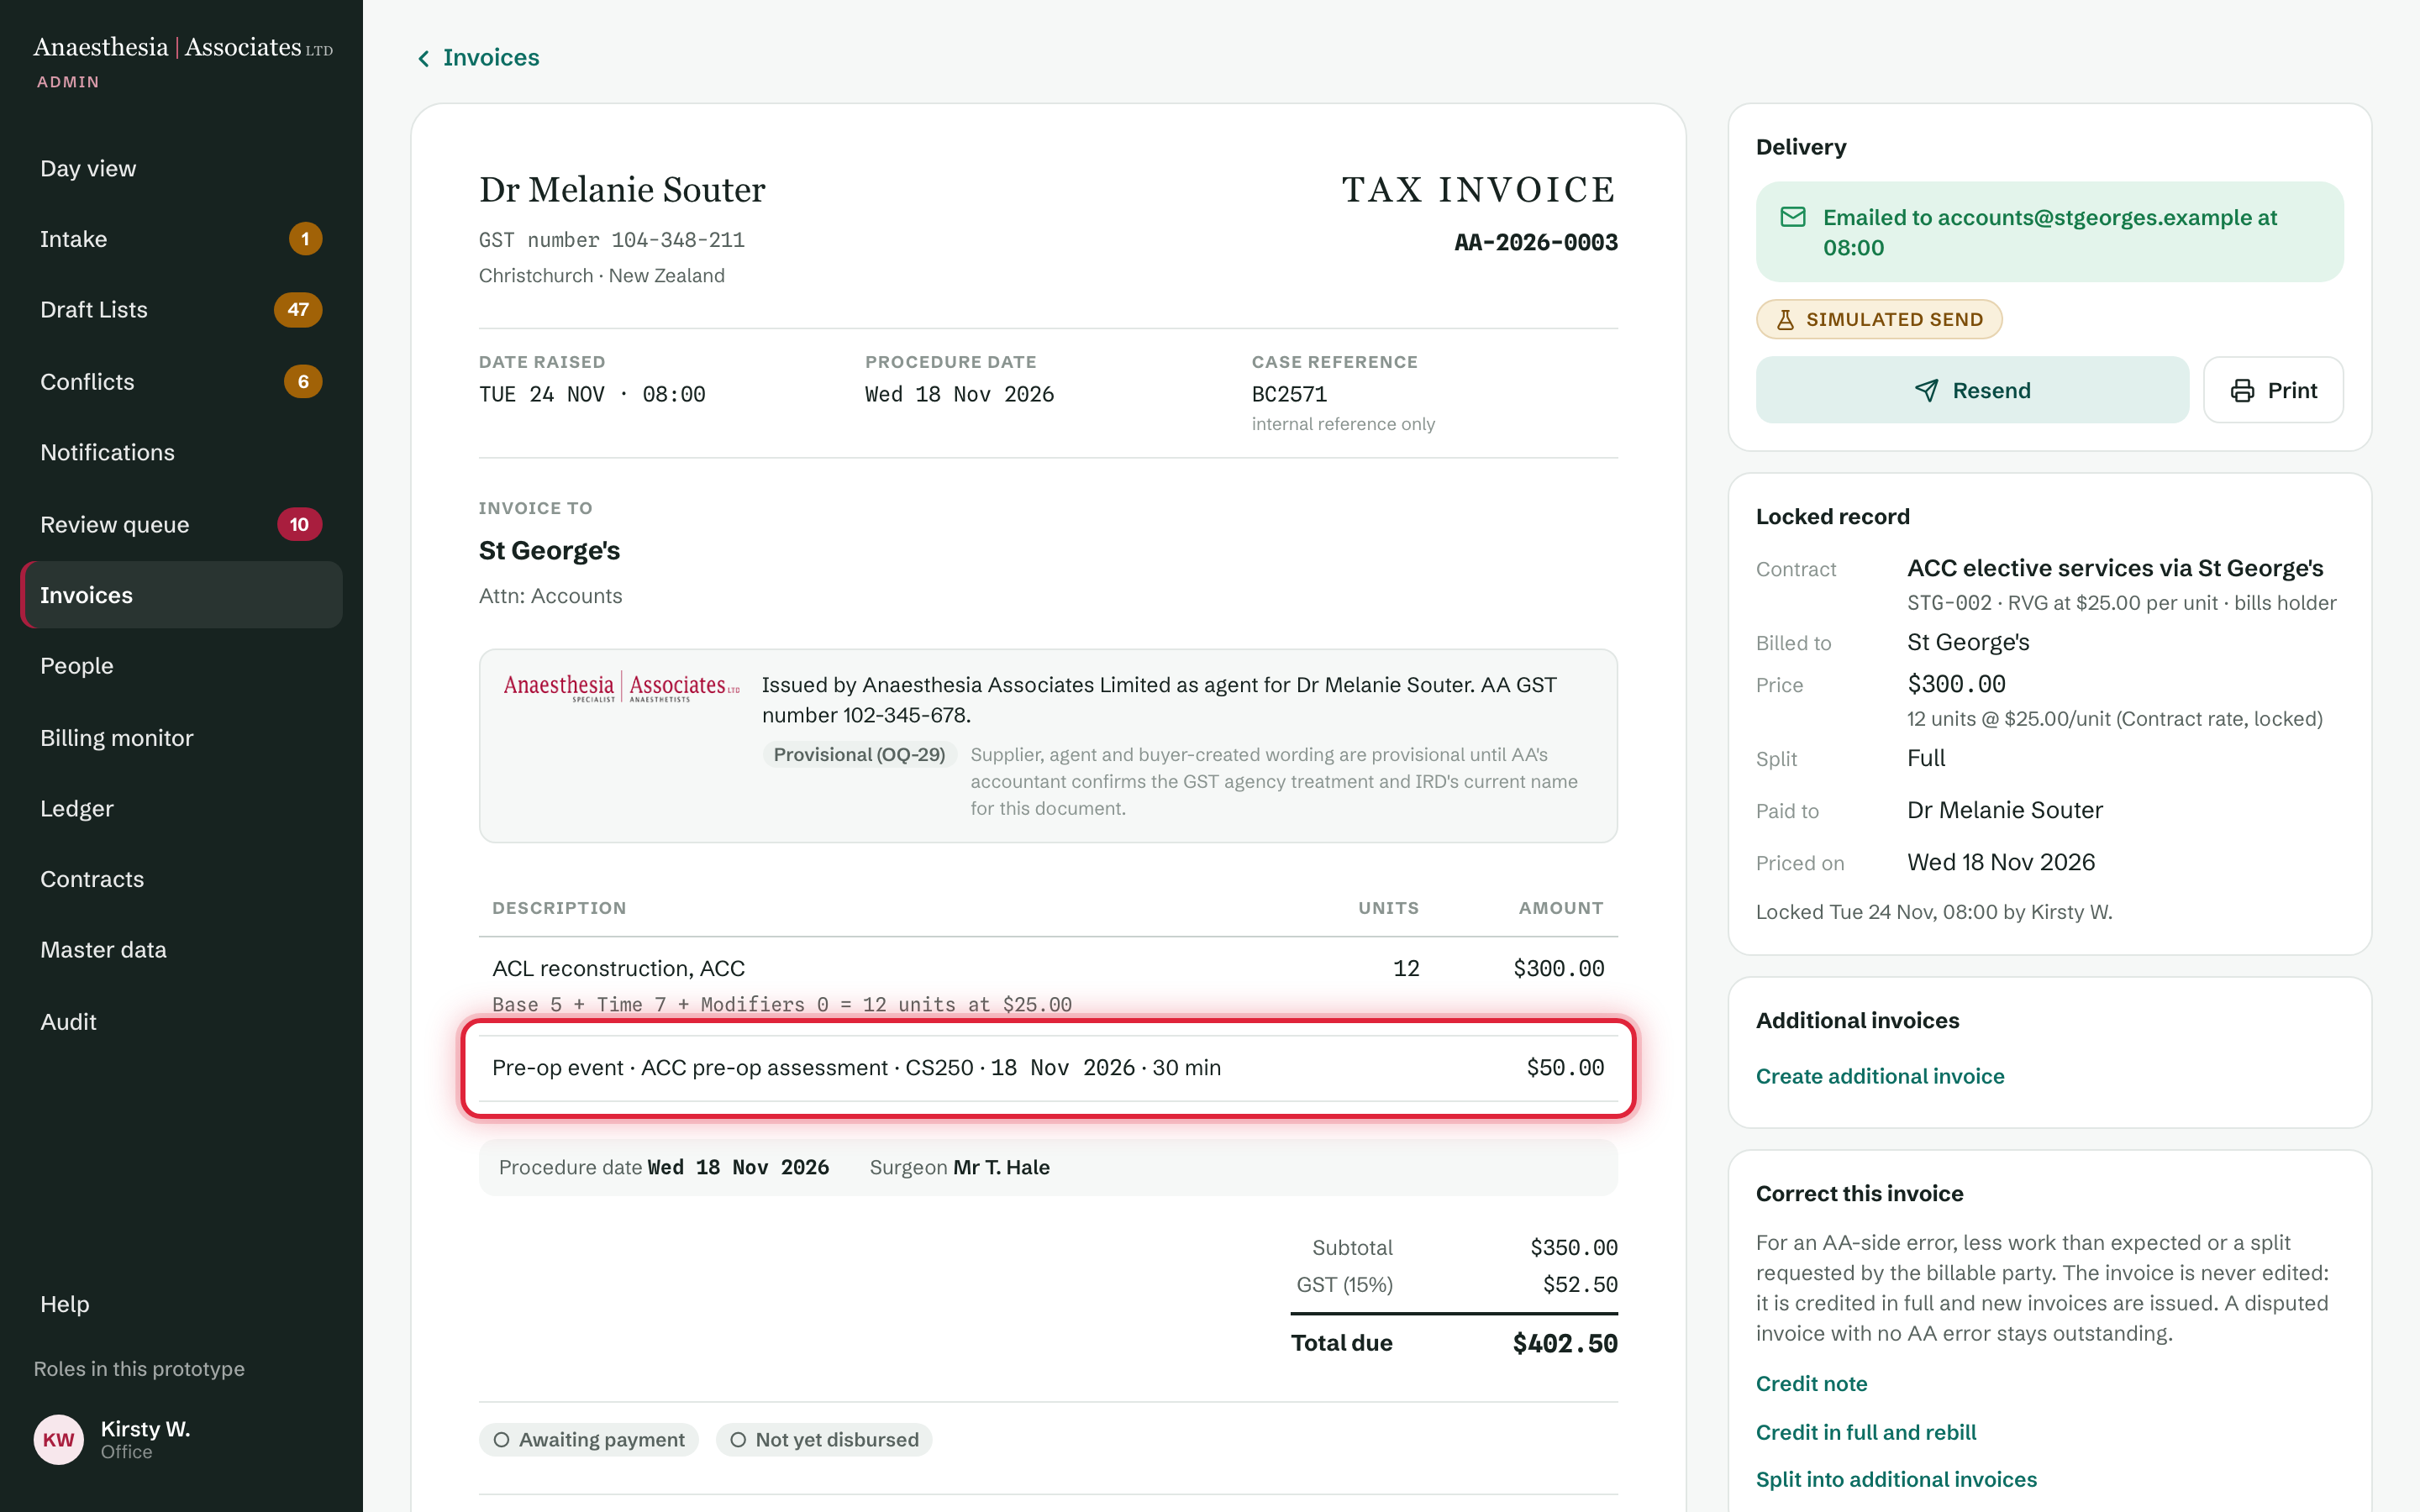 Anaesthesia | Associates LTD
ADMIN
Day view
Intake 1
Draft Lists 47
Conflicts 6
Notifications
Review queue 10
Invoices
People
Billing monitor
Ledger
Contracts
Master data
Audit
Help
Roles in this prototype
KW Kirsty W.
Office
Invoices
Dr Melanie Souter
TAX INVOICE
GST number 104-348-211
AA-2026-0003
Christchurch · New Zealand
DATE RAISED PROCEDURE DATE CASE REFERENCE
TUE 24 NOV · 08:00 Wed 18 Nov 2026 BC2571
internal reference only
INVOICE TO
St George's
Attn: Accounts
Anaesthesia | Associates LTD
SPECIALIST ANAESTHETISTS
Issued by Anaesthesia Associates Limited as agent for Dr Melanie Souter. AA GST
number 102-345-678.
Provisional (OQ-29) Supplier, agent and buyer-created wording are provisional until AA's
accountant confirms the GST agency treatment and IRD's current name
for this document.
DESCRIPTION UNITS AMOUNT
ACL reconstruction, ACC 12 $300.00
Base 5 + Time 7 + Modifiers 0 = 12 units at $25.00
Pre-op event · ACC pre-op assessment · CS250 · 18 Nov 2026 · 30 min $50.00
Procedure date Wed 18 Nov 2026 Surgeon Mr T. Hale
Subtotal $350.00
GST (15%) $52.50
Total due $402.50
Awaiting payment Not yet disbursed
Delivery
Emailed to accounts@stgeorges.example at
08:00
SIMULATED SEND
Resend Print
Locked record
Contract ACC elective services via St George's
STG-002 · RVG at $25.00 per unit · bills holder
Billed to St George's
Price $300.00
12 units @ $25.00/unit (Contract rate, locked)
Split Full
Paid to Dr Melanie Souter
Priced on Wed 18 Nov 2026
Locked Tue 24 Nov, 08:00 by Kirsty W.
Additional invoices
Create additional invoice
Correct this invoice
For an AA-side error, less work than expected or a split
requested by the billable party. The invoice is never edited:
it is credited in full and new invoices are issued. A disputed
invoice with no AA error stays outstanding.
Credit note
Credit in full and rebill
Split into additional invoices